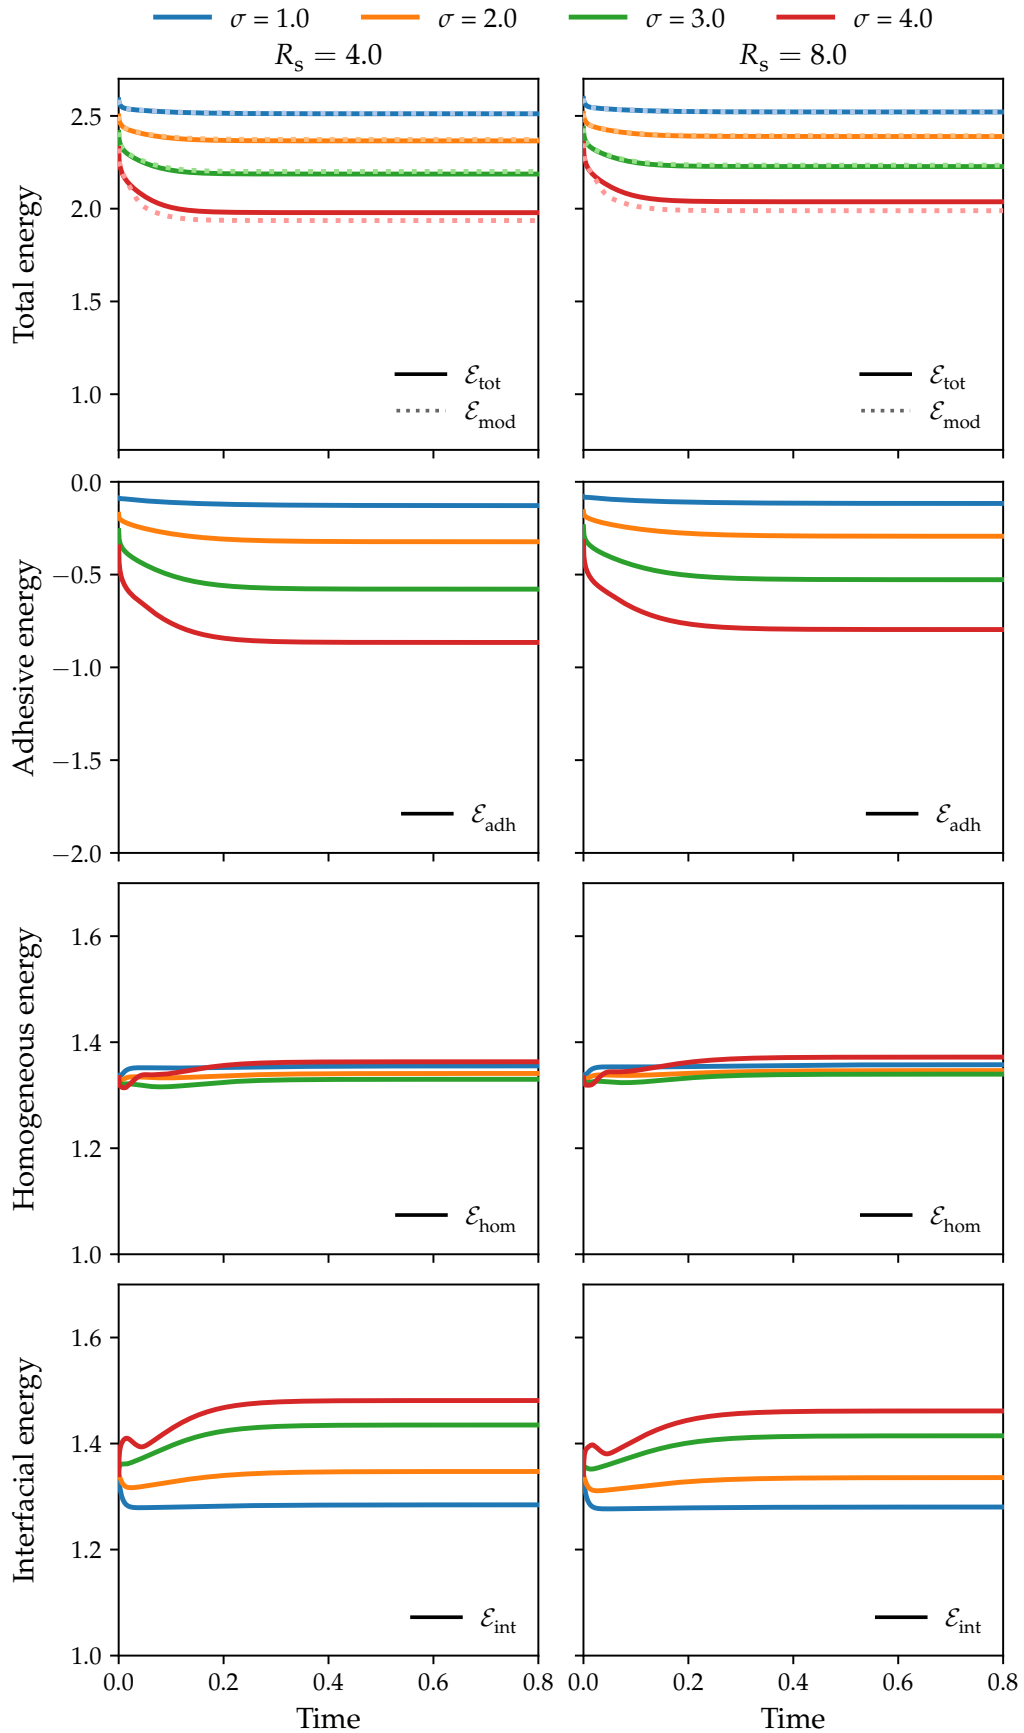 σ = 1.0 σ = 2.0 σ = 3.0 σ = 4.0
R_s = 4.0 R_s = 8.0
Total energy
2.5
2.0
1.5
1.0
ℰ_tot
ℰ_mod
ℰ_tot
ℰ_mod
Adhesive energy
0.0
−0.5
−1.0
−1.5
−2.0
ℰ_adh
ℰ_adh
Homogeneous energy
1.6
1.4
1.2
1.0
ℰ_hom
ℰ_hom
Interfacial energy
1.6
1.4
1.2
1.0
ℰ_int
ℰ_int
0.0 0.2 0.4 0.6 0.8
0.0 0.2 0.4 0.6 0.8
Time
Time